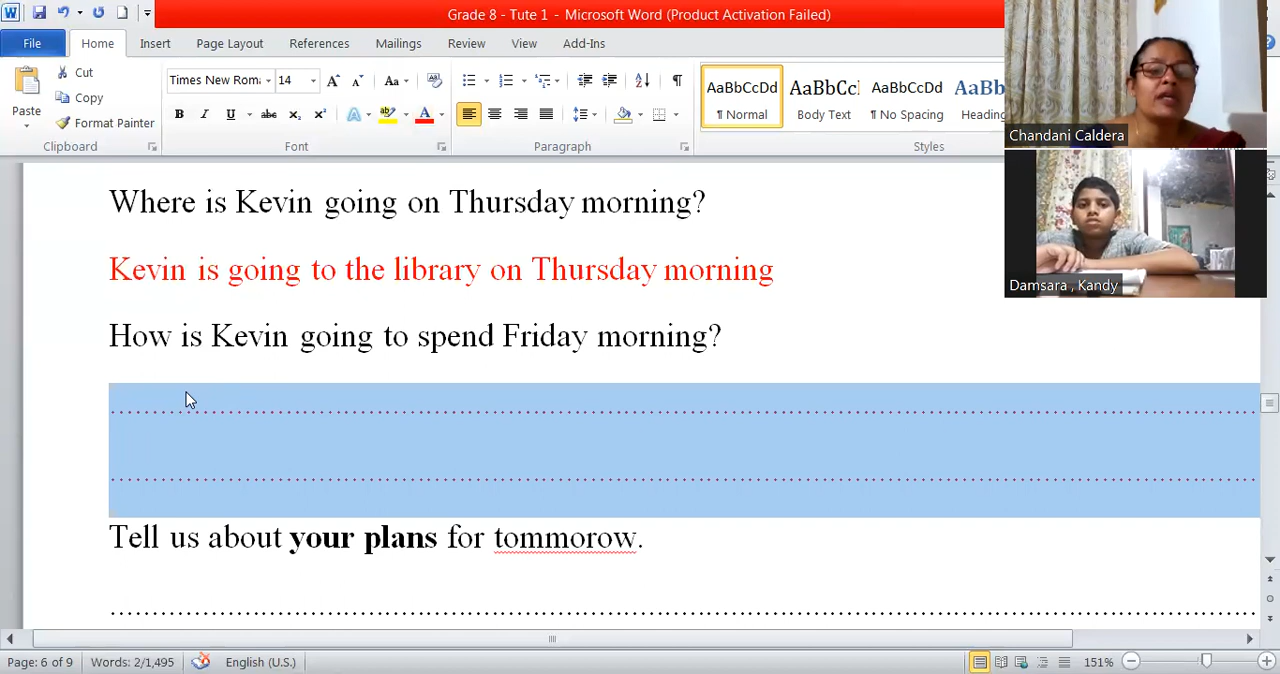 Grade 8 - Tute 1 - Microsoft Word (Product Activation Failed)
File Home Insert Page Layout References Mailings Review View Add-Ins
Paste
Cut
Copy
Format Painter
Clipboard
Times New Roma 14
Font
Paragraph
AaBbCcDd AaBbCcI AaBbCcDd AaBb
¶ Normal Body Text ¶ No Spacing Heading
Styles
Chandani Caldera
Damsara , Kandy
Where is Kevin going on Thursday morning?
Kevin is going to the library on Thursday morning
How is Kevin going to spend Friday morning?
Tell us about your plans for tommorow.
Page: 6 of 9 Words: 2/1,495 English (U.S.) 151%